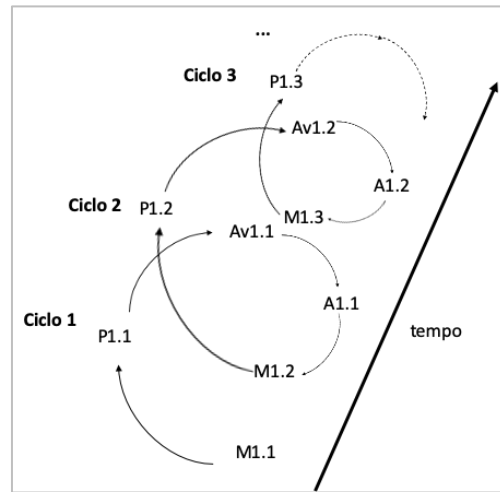 ...
Ciclo 3
P1.3
Av1.2
A1.2
Ciclo 2
P1.2
M1.3
Av1.1
A1.1
Ciclo 1
P1.1
tempo
M1.2
M1.1